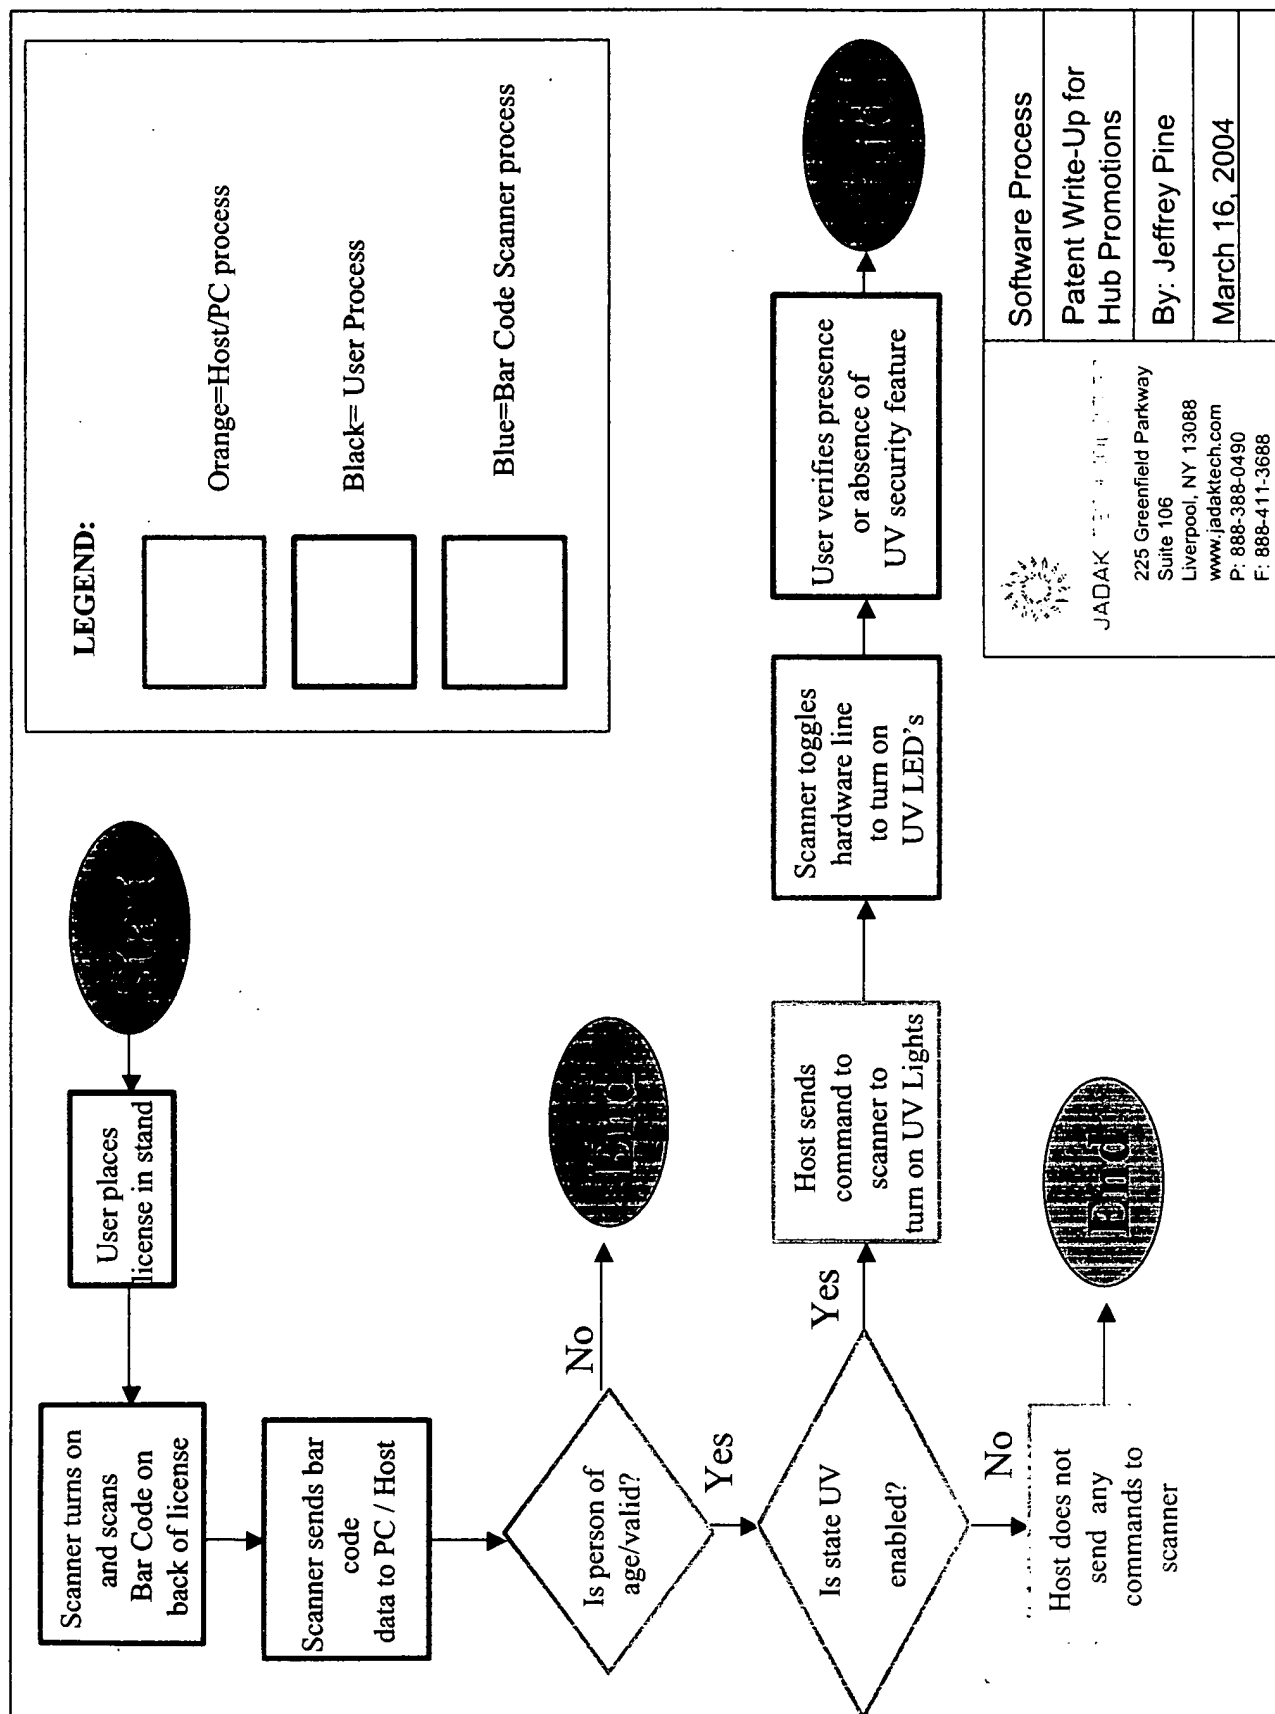 Start
User places
license in stand
Scanner turns on
and scans
Bar Code on
back of license
Scanner sends bar
code
data to PC / Host
Is person of
age/valid?
No
End
Yes
Is state UV
enabled?
Yes
Host sends
command to
scanner to
turn on UV Lights
Scanner toggles
hardware line
to turn on
UV LED's
User verifies presence
or absence of
UV security feature
End
No
Host does not
send any
commands to
scanner
End
LEGEND:
Orange=Host/PC process
Black= User Process
Blue=Bar Code Scanner process
JADAK
225 Greenfield Parkway
Suite 106
Liverpool, NY 13088
www.jadaktech.com
P: 888-388-0490
F: 888-411-3688
Software Process
Patent Write-Up for
Hub Promotions
By: Jeffrey Pine
March 16, 2004